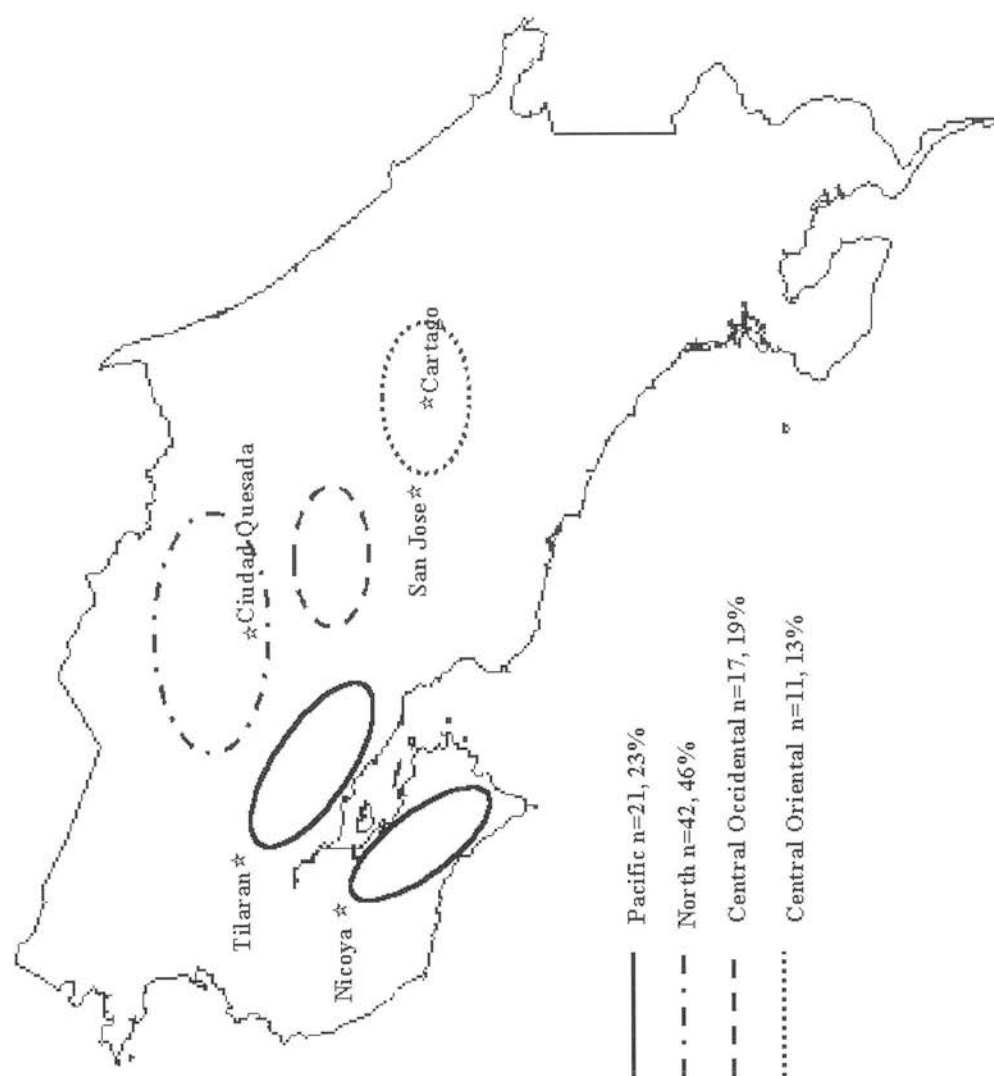 Tilaran
Nicoya
Ciudad Quesada
San Jose
Cartago
Pacific n=21, 23%
North n=42, 46%
Central Occidental n=17, 19%
Central Oriental n=11, 13%